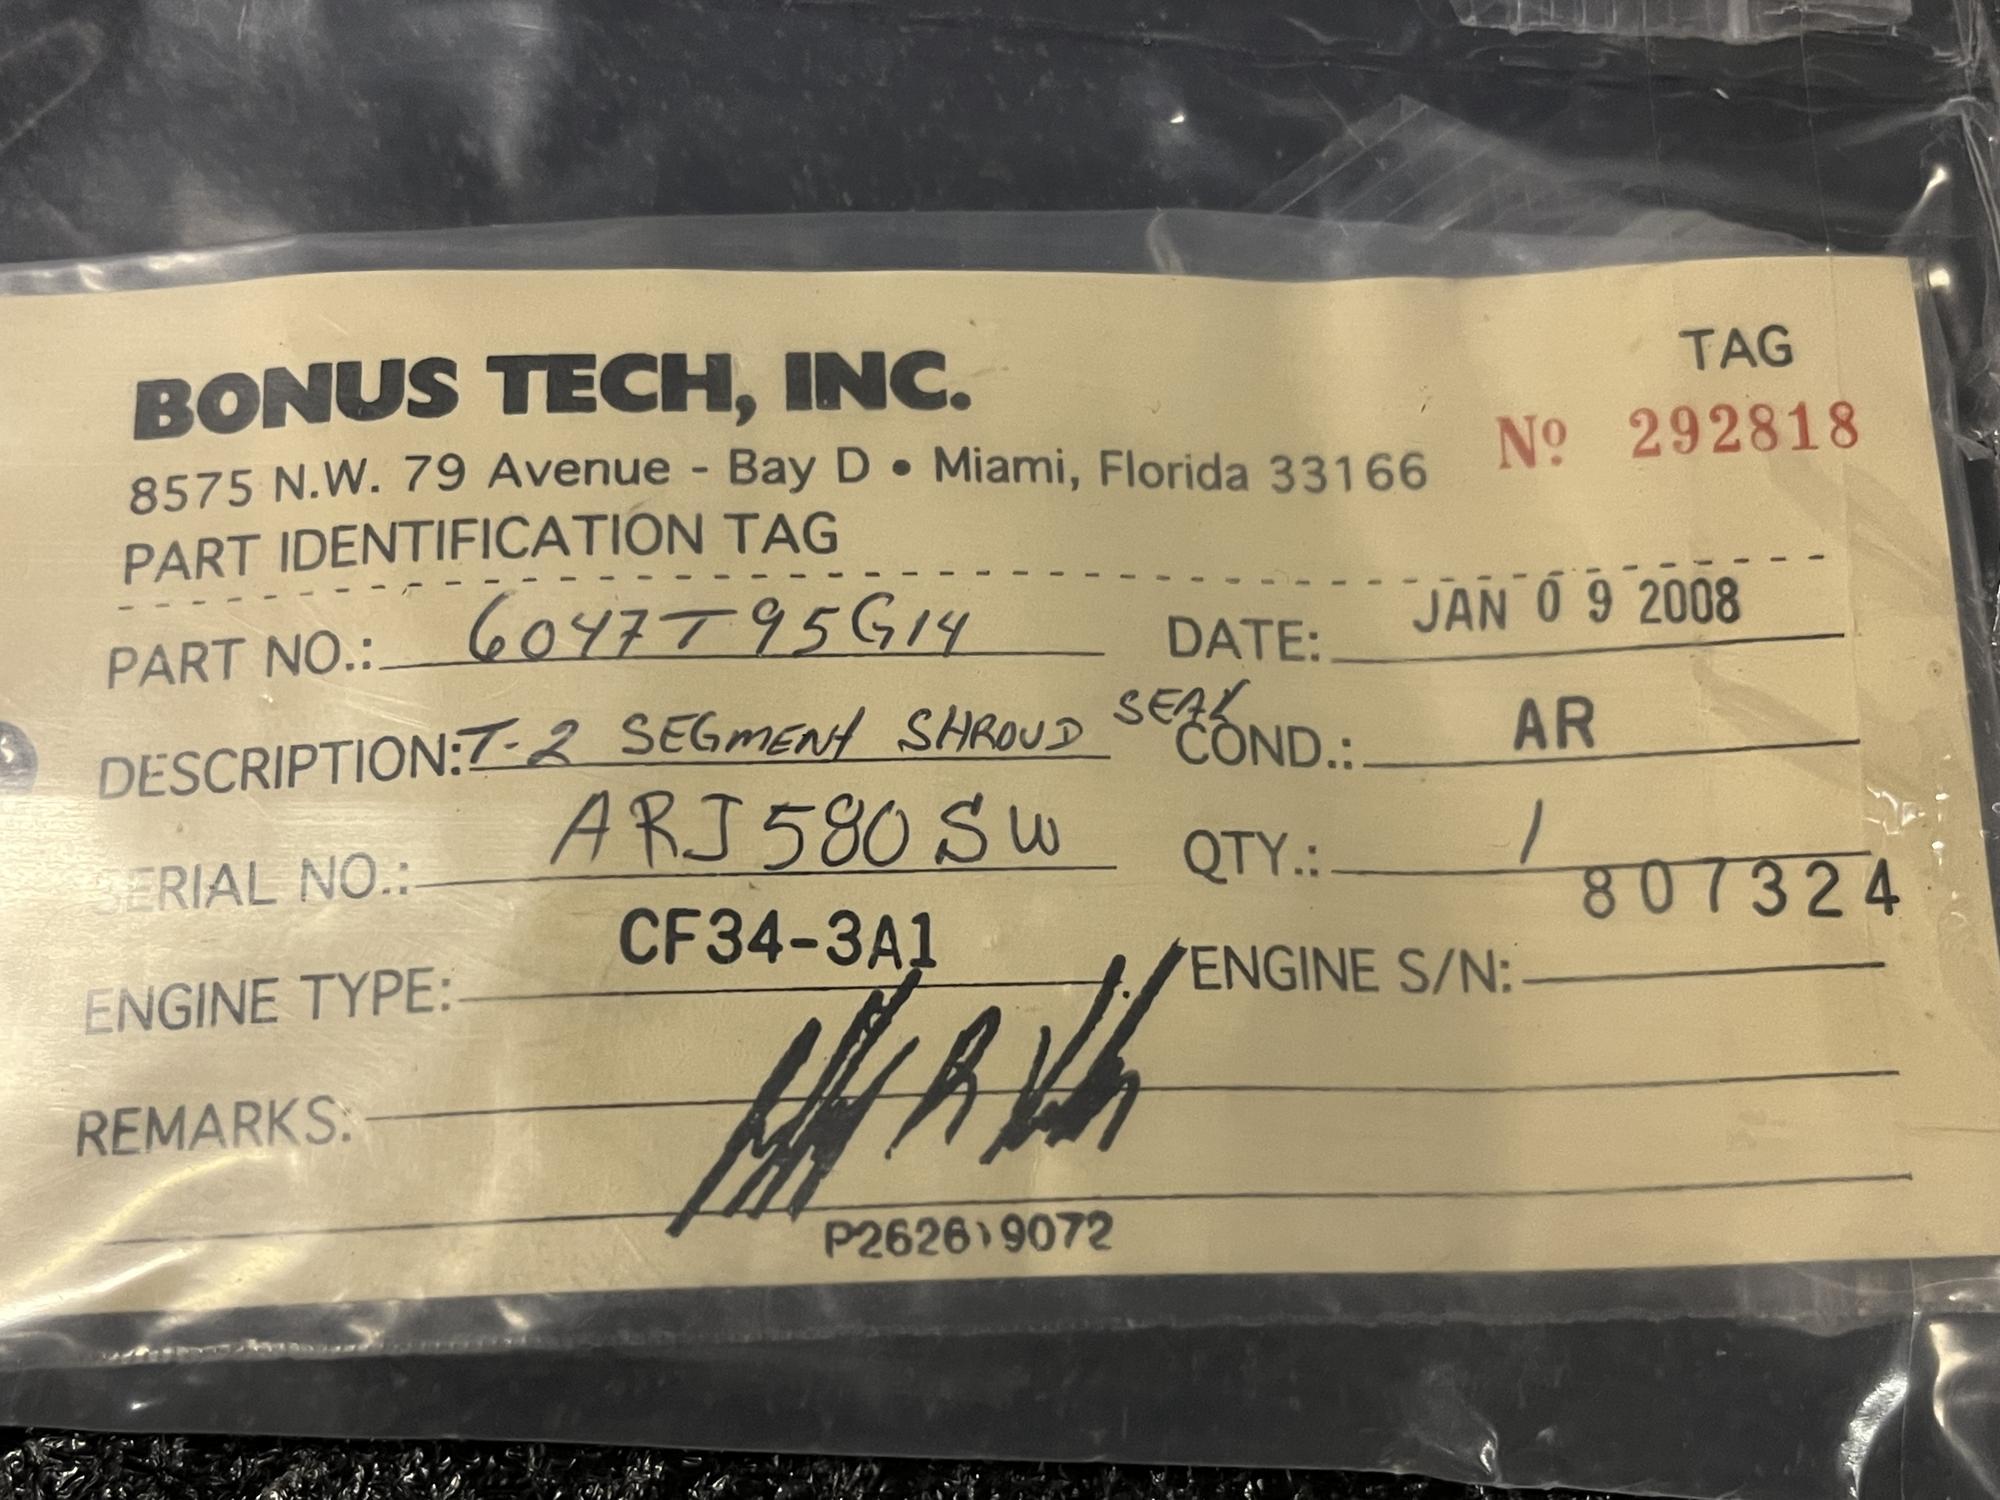 BONUS TECH, INC.
TAG
8575 N.W. 79 Avenue - Bay D • Miami, Florida 33166
Nº 292818
PART IDENTIFICATION TAG
PART NO.: 6047T95G14 DATE: JAN 09 2008
DESCRIPTION: T-2 SEGMENT SHROUD SEAL COND.: AR
SERIAL NO.: ARJ580SW QTY.: 1
807324
ENGINE TYPE: CF34-3A1 ENGINE S/N:
REMARKS: